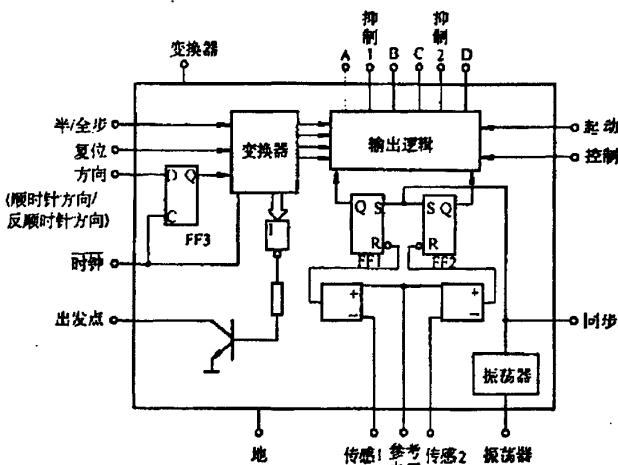 变换器
A
抑制1
B
C
抑制2
D
半/全步
复位
方向
(顺时针方向/
反顺时针方向)
时钟
出发点
D Q
C
FF3
变换器
1
输出逻辑
起动
控制
Q S
R
FF1
S Q
R
FF2
+
−
+
−
同步
振荡器
地
传感1
参考
传感2
振荡器